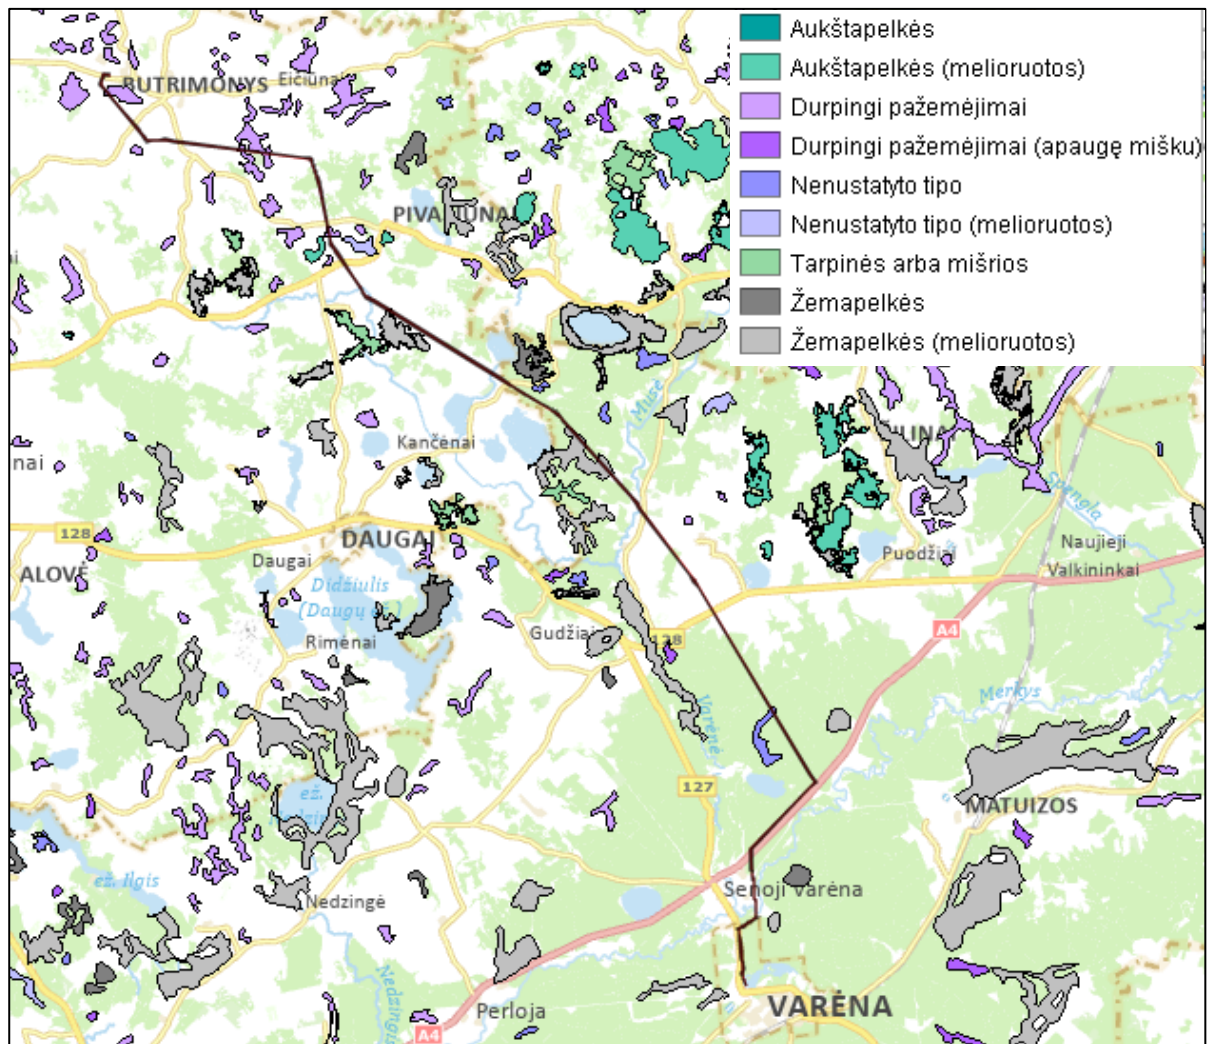 Aukštapelkės
Aukštapelkės (melioruotos)
Durpingi pažemėjimai
Durpingi pažemėjimai (apaugę mišku)
Nenustatyto tipo
Nenustatyto tipo (melioruotos)
Tarpinės arba mišrios
Žemapelkės
Žemapelkės (melioruotos)
BUTRIMONYS
Eičiūnai
Musė
Kančėnai
nai
128
DAUGAI
Daugai
ALOVĖ
Didžiulis
(Daugų
Rimėnai
Gudžiai
128
Spengla
Puodžiai
Naujieji
Valkininkai
A4
Merkys
Varėnė
127
MATUIZOS
ež.
ež. Ilgis
Nedzingė
Senoji Varėna
Perloja
A4
VARĖNA